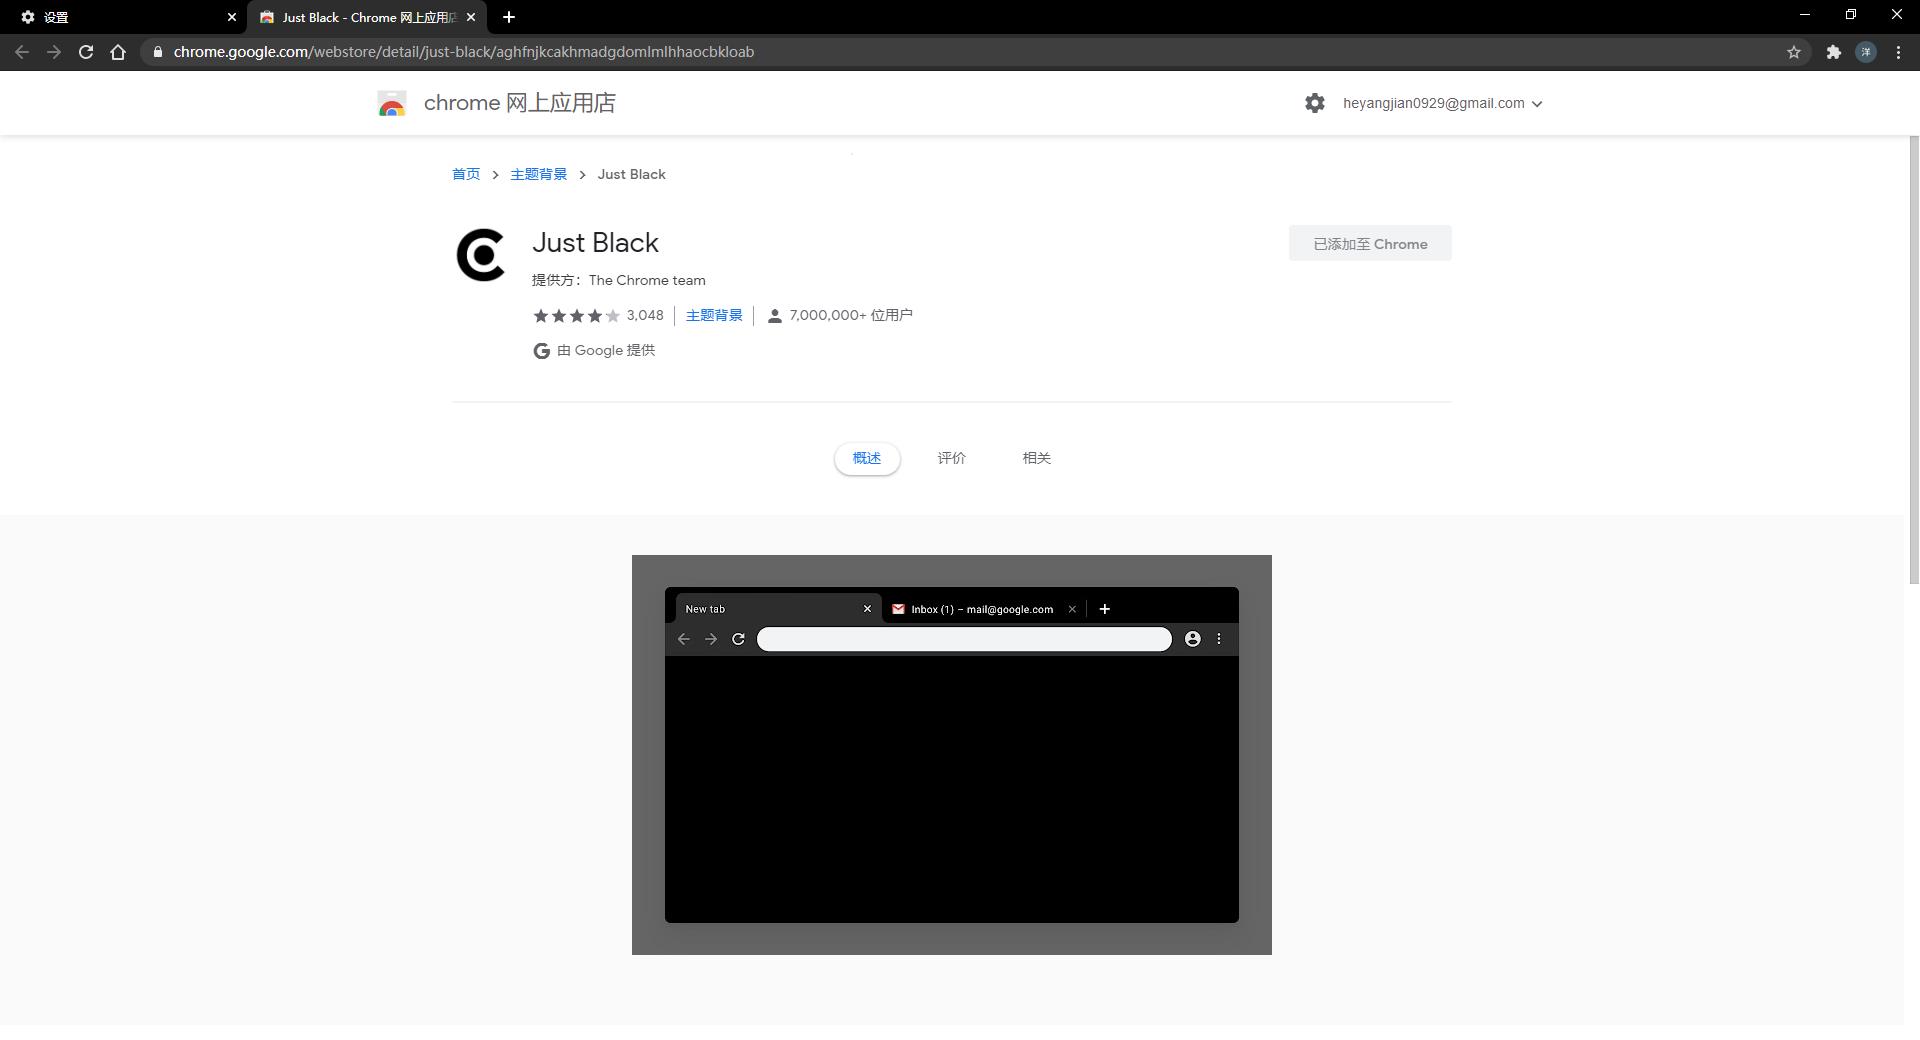 设置
Just Black - Chrome 网上应用店
chrome.google.com/webstore/detail/just-black/aghfnjkcakhmadgdomlmlhhaocbkloab
洋
chrome 网上应用店
heyangjian0929@gmail.com
首页 > 主题背景 > Just Black
Just Black
已添加至 Chrome
提供方：The Chrome team
3,048
主题背景
7,000,000+ 位用户
由 Google 提供
概述
评价
相关
New tab
Inbox (1) – mail@google.com